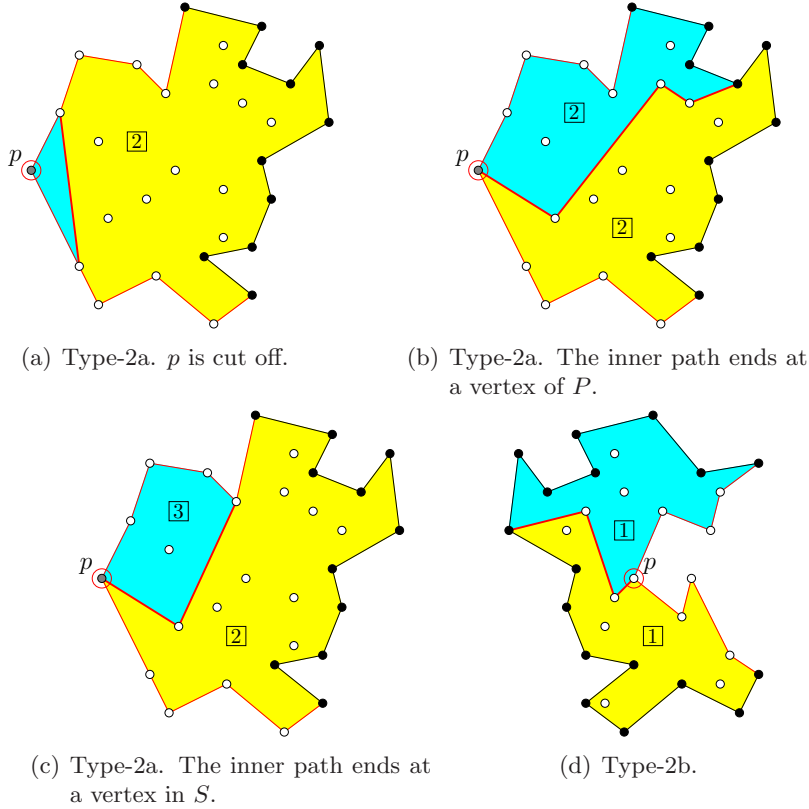 2
p
(a) Type-2a. p is cut off.
2
p
2
(b) Type-2a. The inner path ends at
a vertex of P.
3
p
2
(c) Type-2a. The inner path ends at
a vertex in S.
1
p
1
(d) Type-2b.